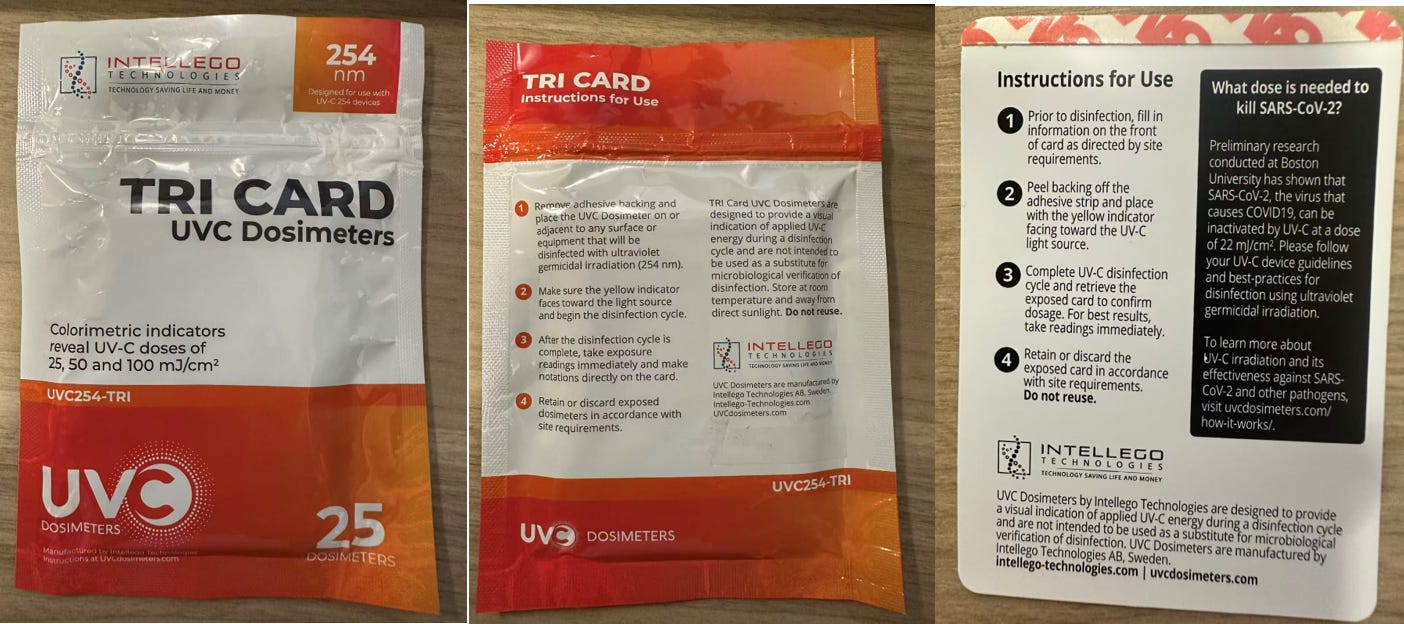 INTELLEGO
TECHNOLOGIES
TECHNOLOGY SAVING LIFE AND MONEY
254
nm
Designed for use with
UV-C 254 devices
TRI CARD
UVC Dosimeters
Colorimetric indicators
reveal UV-C doses of
25, 50 and 100 mJ/cm²
UVC254-TRI
UVC
DOSIMETERS
25
DOSIMETERS
Manufactured by Intellego Technologies
Instructions at UVCdosimeters.com
TRI CARD
Instructions for Use
1 Remove adhesive backing and
place the UVC Dosimeter on or
adjacent to any surface or
equipment that will be
disinfected with ultraviolet
germicidal irradiation (254 nm).
2 Make sure the yellow indicator
faces toward the light source
and begin the disinfection cycle.
3 After the disinfection cycle is
complete, take exposure
readings immediately and make
notations directly on the card.
4 Retain or discard exposed
dosimeters in accordance with
site requirements.
TRI Card UVC Dosimeters are
designed to provide a visual
indication of applied UV-C
energy during a disinfection
cycle and are not intended to
be used as a substitute for
microbiological verification of
disinfection. Store at room
temperature and away from
direct sunlight. Do not reuse.
INTELLEGO
TECHNOLOGIES
TECHNOLOGY SAVING LIFE AND MONEY
UVC Dosimeters are manufactured by
Intellego Technologies AB, Sweden.
Intellego-Technologies.com
UVCDosimeters.com
UVC254-TRI
UVC DOSIMETERS
Instructions for Use
1 Prior to disinfection, fill in
information on the front
of card as directed by site
requirements.
2 Peel backing off the
adhesive strip and place
with the yellow indicator
facing toward the UV-C
light source.
3 Complete UV-C disinfection
cycle and retrieve the
exposed card to confirm
dosage. For best results,
take readings immediately.
4 Retain or discard the
exposed card in accordance
with site requirements.
Do not reuse.
What dose is needed to
kill SARS-CoV-2?
Preliminary research
conducted at Boston
University has shown that
SARS-CoV-2, the virus that
causes COVID19, can be
inactivated by UV-C at a dose
of 22 mJ/cm². Please follow
your UV-C device guidelines
and best-practices for
disinfection using ultraviolet
germicidal irradiation.
To learn more about
UV-C irradiation and its
effectiveness against SARS-
CoV-2 and other pathogens,
visit uvcdosimeters.com/
how-it-works/.
INTELLEGO
TECHNOLOGIES
TECHNOLOGY SAVING LIFE AND MONEY
UVC Dosimeters by Intellego Technologies are designed to provide
a visual indication of applied UV-C energy during a disinfection cycle
and are not intended to be used as a substitute for microbiological
verification of disinfection. UVC Dosimeters are manufactured by
Intellego Technologies AB, Sweden.
intellego-technologies.com | uvcdosimeters.com